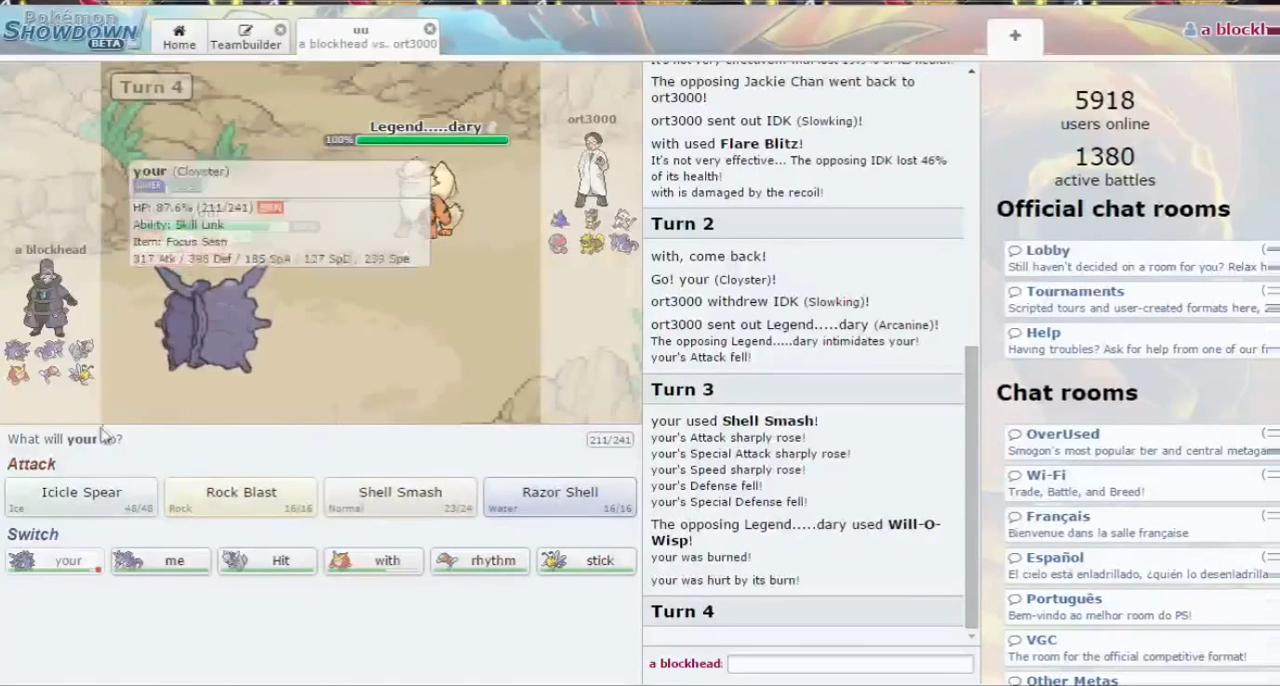 Pokémon
SHOWDOWN
BETA
Home
Teambuilder
uu
a blockhead vs. ort3000
+
a blockl
Turn 4
Legend.....dary
100%
ort3000
your (Cloyster)
HP: 87.6% (211/241) BRN
Ability: Skill Link
Item: Focus Sash
317 Atk / 398 Def / 185 SpA / 137 SpD / 239 Spe
a blockhead
What will your do?
211/241
Attack
Icicle Spear
Ice 48/48
Rock Blast
Rock 16/16
Shell Smash
Normal 23/24
Razor Shell
Water 16/16
Switch
your
me
Hit
with
rhythm
stick
The opposing Jackie Chan went back to
ort3000!
ort3000 sent out IDK (Slowking)!
with used Flare Blitz!
It's not very effective... The opposing IDK lost 46%
of its health!
with is damaged by the recoil!
Turn 2
with, come back!
Go! your (Cloyster)!
ort3000 withdrew IDK (Slowking)!
ort3000 sent out Legend.....dary (Arcanine)!
The opposing Legend.....dary intimidates your!
your's Attack fell!
Turn 3
your used Shell Smash!
your's Attack sharply rose!
your's Special Attack sharply rose!
your's Speed sharply rose!
your's Defense fell!
your's Special Defense fell!
The opposing Legend.....dary used Will-O-
Wisp!
your was burned!
your was hurt by its burn!
Turn 4
a blockhead:
5918
users online
1380
active battles
Official chat rooms
Lobby
Still haven't decided on a room for you? Relax h
Tournaments
Scripted tours and user-created formats here,
Help
Having troubles? Ask for help from one of our f
Chat rooms
OverUsed
Smogon's most popular tier and central metaga
Wi-Fi
Trade, Battle, and Breed!
Français
Bienvenue dans la salle française
Español
El cielo está enladrillado, ¿quién lo desenladrilla
Português
Bem-vindo ao melhor room do PS!
VGC
The room for the official competitive format!
Other Metas